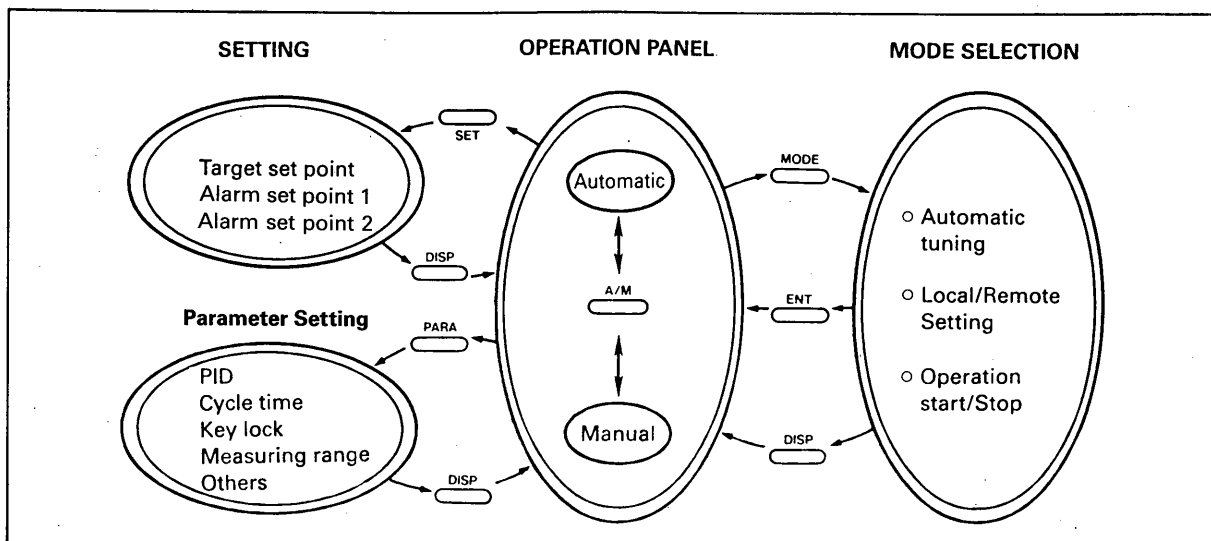 SETTING
OPERATION PANEL
MODE SELECTION
SET
Target set point
Alarm set point 1
Alarm set point 2
DISP
Parameter Setting
PARA
PID
Cycle time
Key lock
Measuring range
Others
DISP
Automatic
A/M
Manual
MODE
ENT
DISP
○ Automatic
tuning
○ Local/Remote
Setting
○ Operation
start/Stop